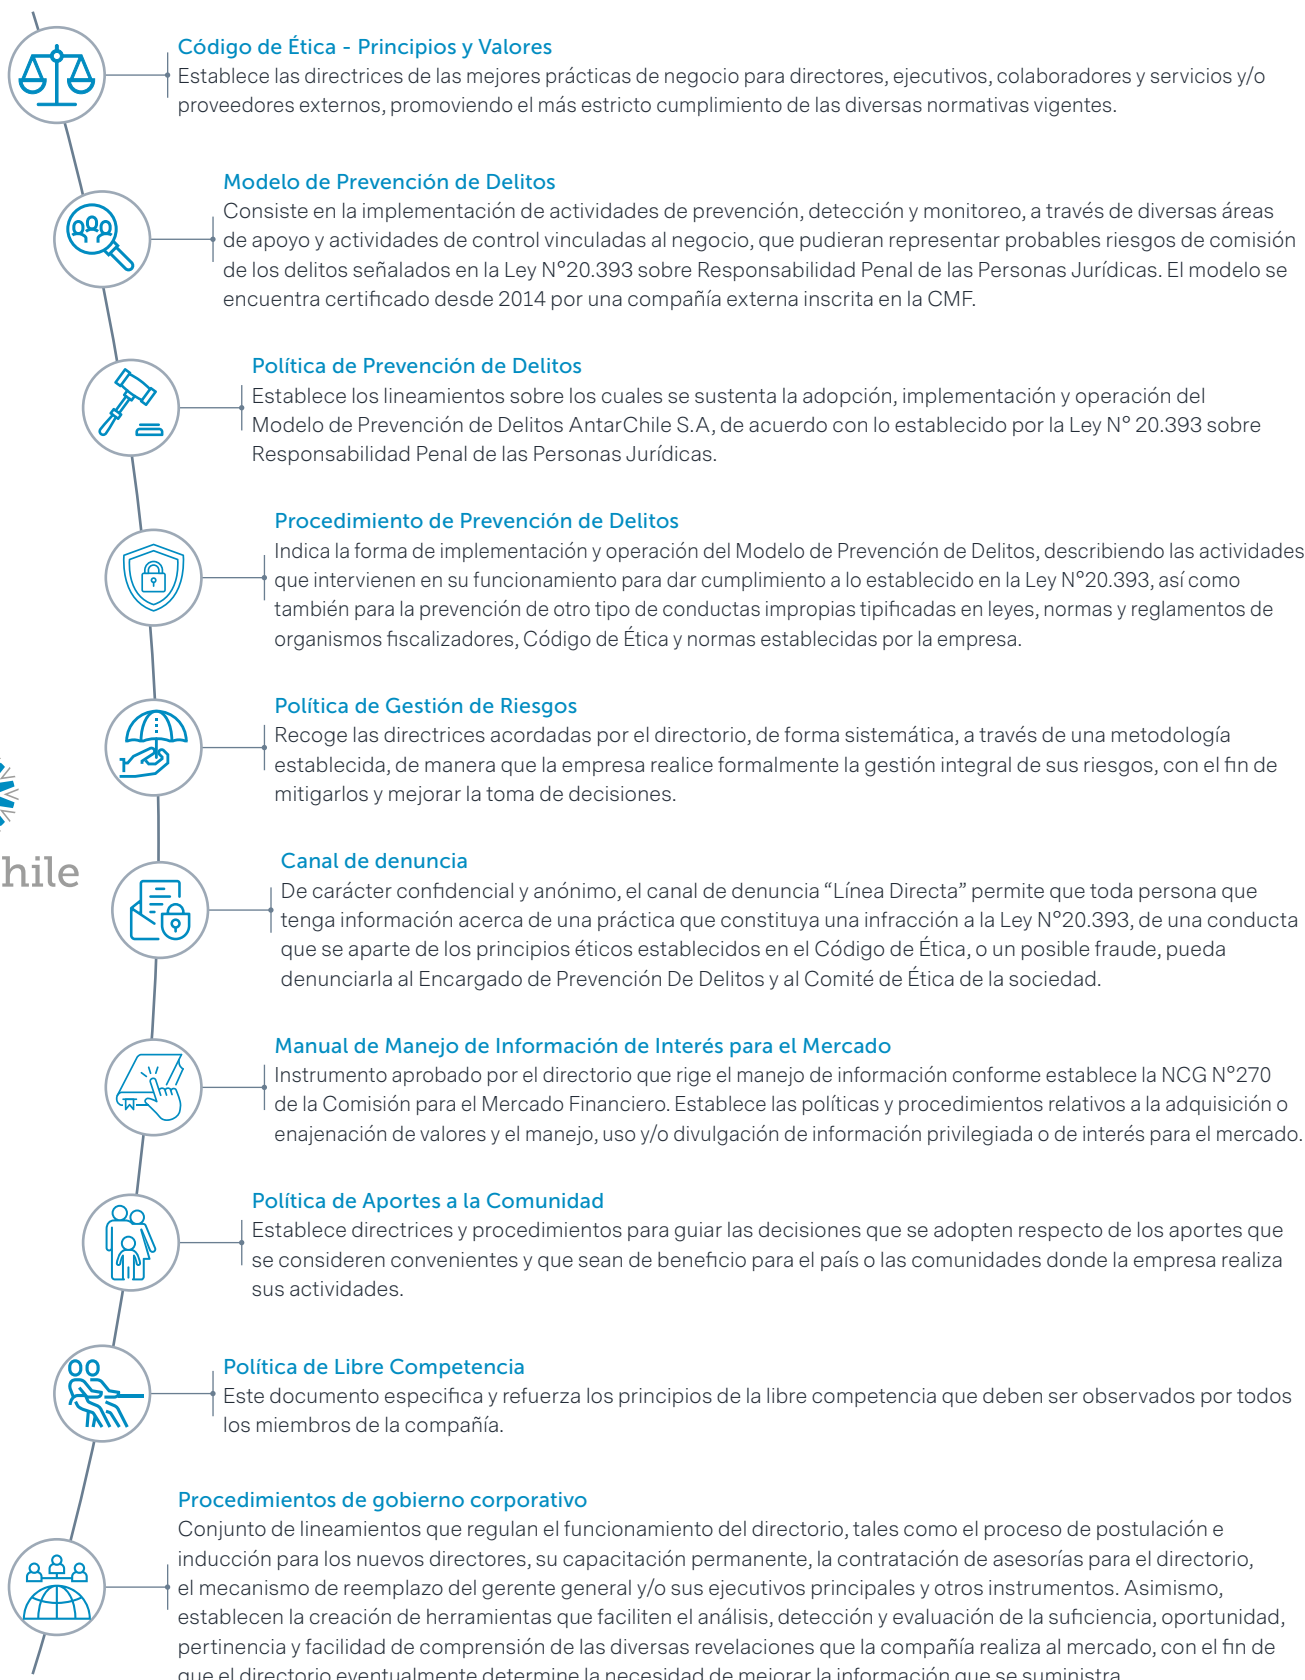 Código de Ética - Principios y Valores
Establece las directrices de las mejores prácticas de negocio para directores, ejecutivos, colaboradores y servicios y/o
proveedores externos, promoviendo el más estricto cumplimiento de las diversas normativas vigentes.
Modelo de Prevención de Delitos
Consiste en la implementación de actividades de prevención, detección y monitoreo, a través de diversas áreas
de apoyo y actividades de control vinculadas al negocio, que pudieran representar probables riesgos de comisión
de los delitos señalados en la Ley N°20.393 sobre Responsabilidad Penal de las Personas Jurídicas. El modelo se
encuentra certificado desde 2014 por una compañía externa inscrita en la CMF.
Política de Prevención de Delitos
Establece los lineamientos sobre los cuales se sustenta la adopción, implementación y operación del
Modelo de Prevención de Delitos AntarChile S.A, de acuerdo con lo establecido por la Ley N° 20.393 sobre
Responsabilidad Penal de las Personas Jurídicas.
Procedimiento de Prevención de Delitos
Indica la forma de implementación y operación del Modelo de Prevención de Delitos, describiendo las actividades
que intervienen en su funcionamiento para dar cumplimiento a lo establecido en la Ley N°20.393, así como
también para la prevención de otro tipo de conductas impropias tipificadas en leyes, normas y reglamentos de
organismos fiscalizadores, Código de Ética y normas establecidas por la empresa.
Política de Gestión de Riesgos
Recoge las directrices acordadas por el directorio, de forma sistemática, a través de una metodología
establecida, de manera que la empresa realice formalmente la gestión integral de sus riesgos, con el fin de
mitigarlos y mejorar la toma de decisiones.
hile
Canal de denuncia
De carácter confidencial y anónimo, el canal de denuncia “Línea Directa” permite que toda persona que
tenga información acerca de una práctica que constituya una infracción a la Ley N°20.393, de una conducta
que se aparte de los principios éticos establecidos en el Código de Ética, o un posible fraude, pueda
denunciarla al Encargado de Prevención De Delitos y al Comité de Ética de la sociedad.
Manual de Manejo de Información de Interés para el Mercado
Instrumento aprobado por el directorio que rige el manejo de información conforme establece la NCG N°270
de la Comisión para el Mercado Financiero. Establece las políticas y procedimientos relativos a la adquisición o
enajenación de valores y el manejo, uso y/o divulgación de información privilegiada o de interés para el mercado.
Política de Aportes a la Comunidad
Establece directrices y procedimientos para guiar las decisiones que se adopten respecto de los aportes que
se consideren convenientes y que sean de beneficio para el país o las comunidades donde la empresa realiza
sus actividades.
Política de Libre Competencia
Este documento especifica y refuerza los principios de la libre competencia que deben ser observados por todos
los miembros de la compañía.
Procedimientos de gobierno corporativo
Conjunto de lineamientos que regulan el funcionamiento del directorio, tales como el proceso de postulación e
inducción para los nuevos directores, su capacitación permanente, la contratación de asesorías para el directorio,
el mecanismo de reemplazo del gerente general y/o sus ejecutivos principales y otros instrumentos. Asimismo,
establecen la creación de herramientas que faciliten el análisis, detección y evaluación de la suficiencia, oportunidad,
pertinencia y facilidad de comprensión de las diversas revelaciones que la compañía realiza al mercado, con el fin de
que el directorio eventualmente determine la necesidad de mejorar la información que se suministra.